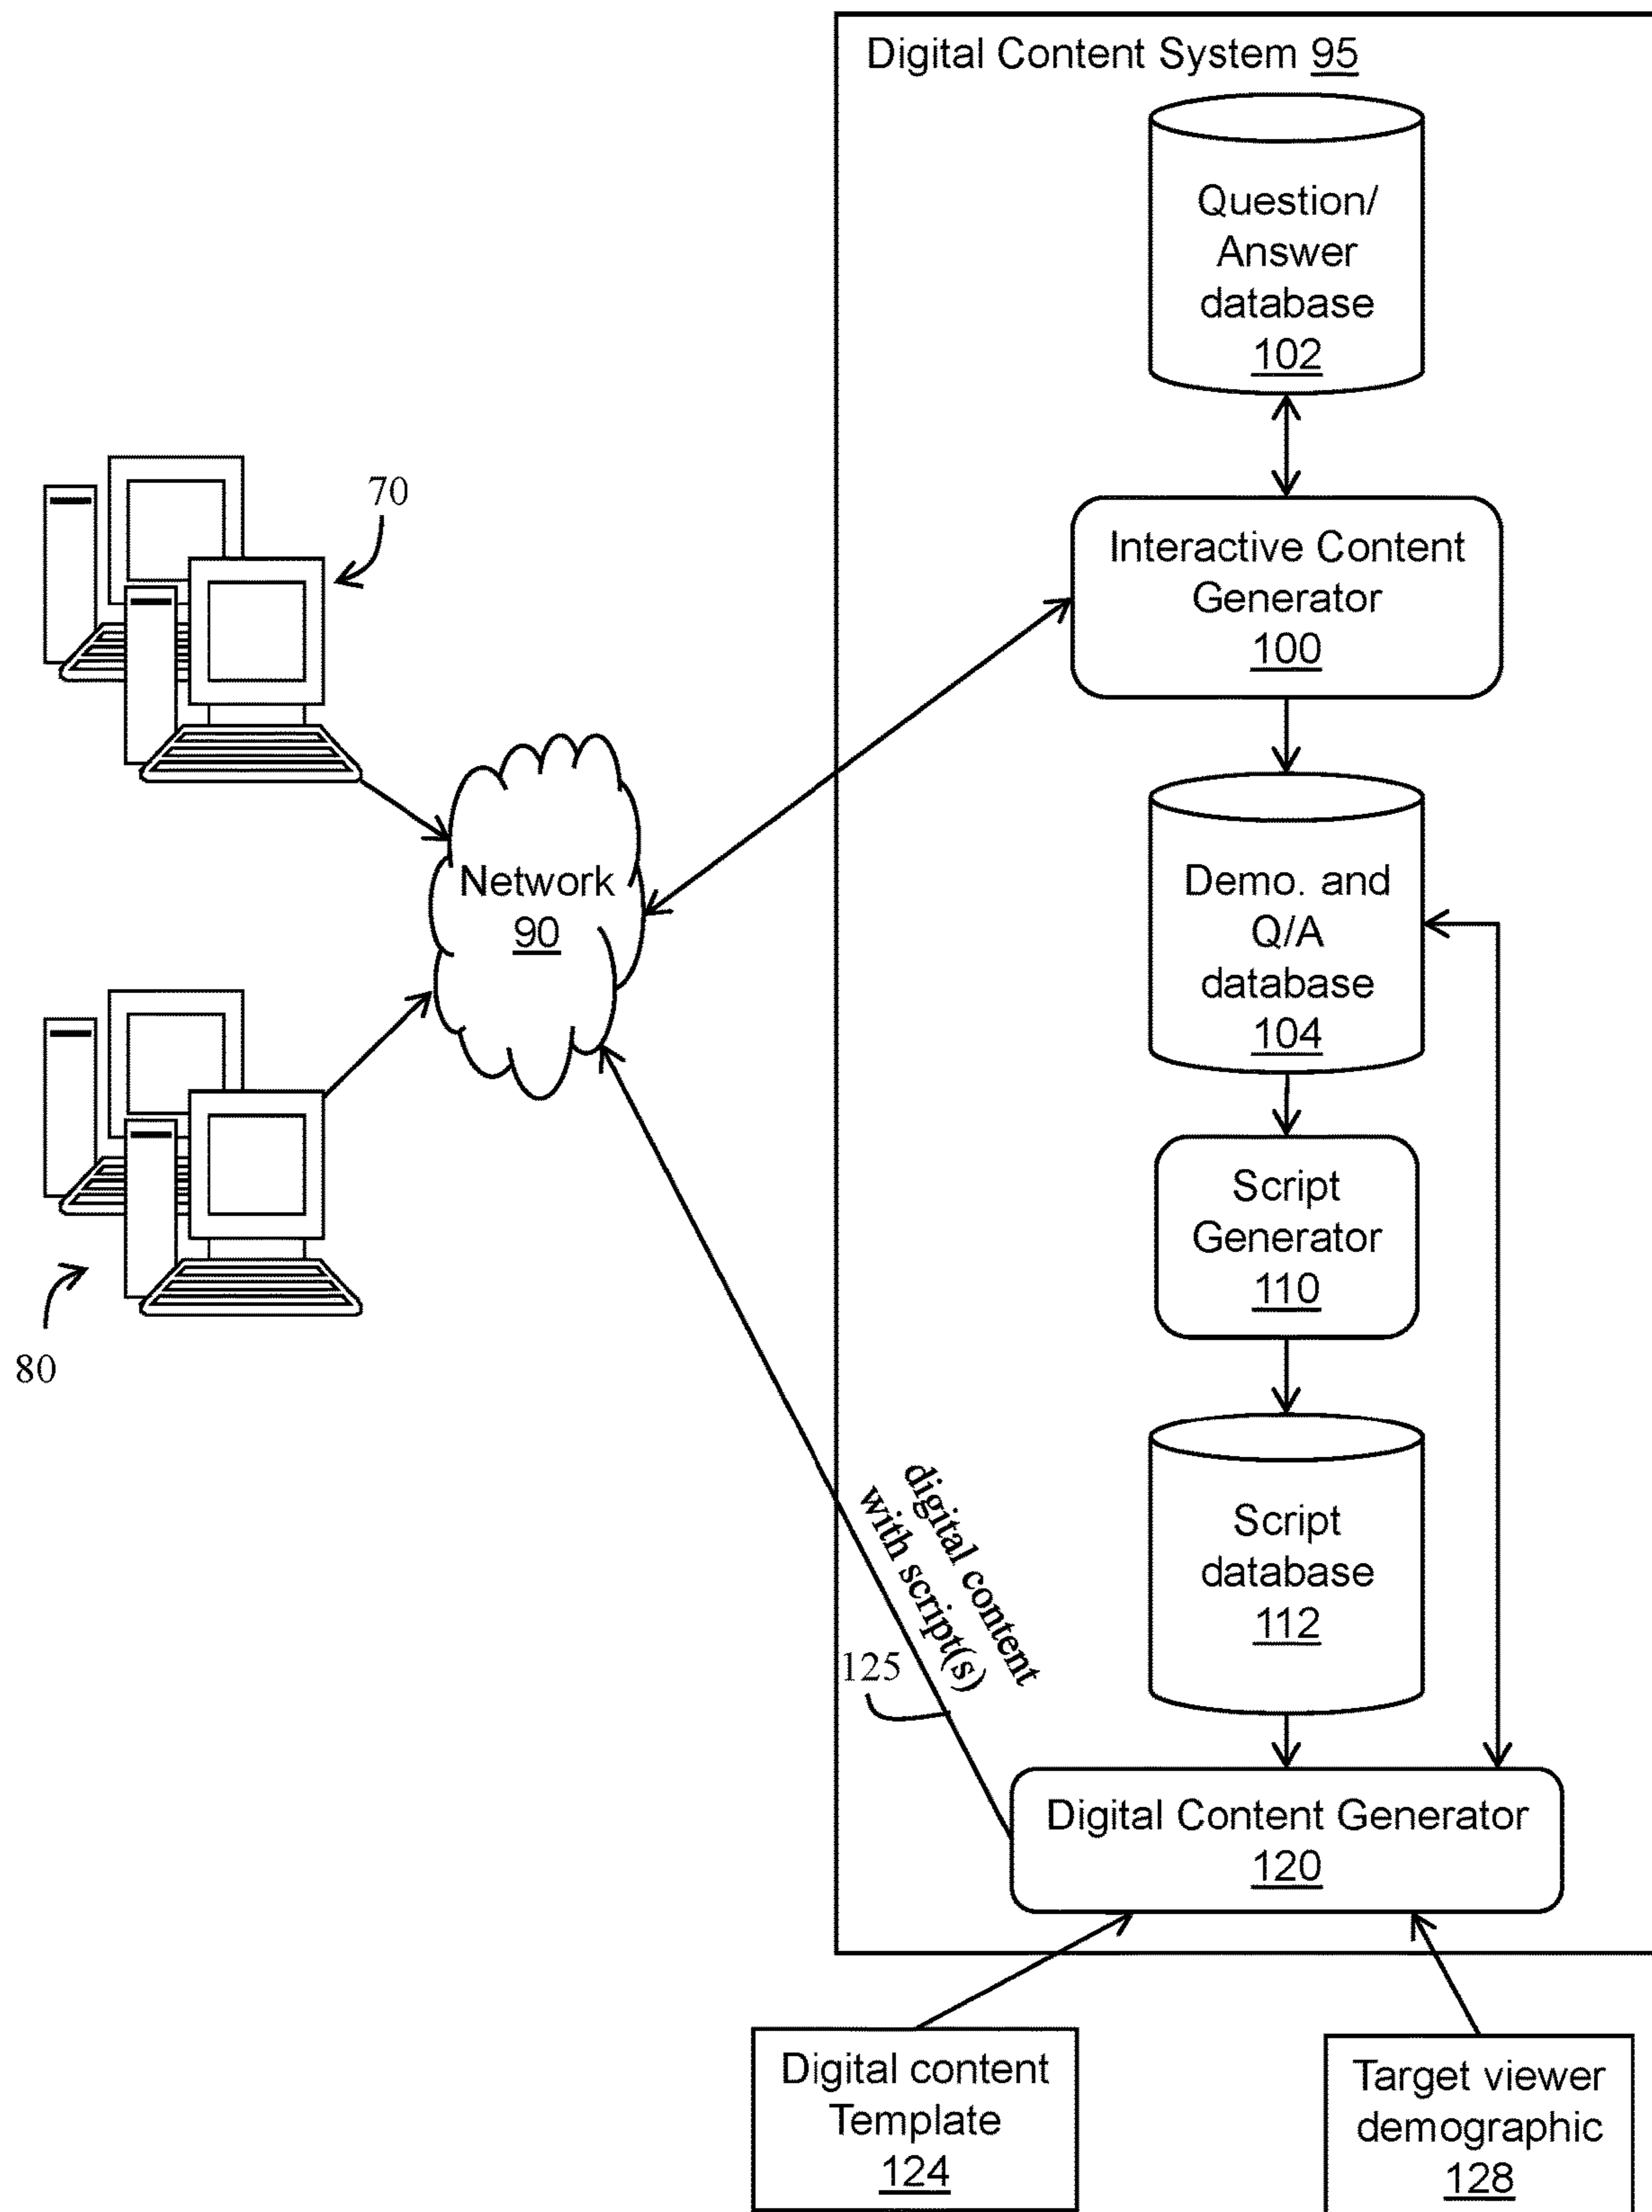 Digital Content System 95
Question/
Answer
database
102
70
Interactive Content
Generator
100
Network
90
Demo. and
Q/A
database
104
Script
Generator
110
80
digital content
with script(s)
125
Script
database
112
Digital Content Generator
120
Digital content
Template
124
Target viewer
demographic
128